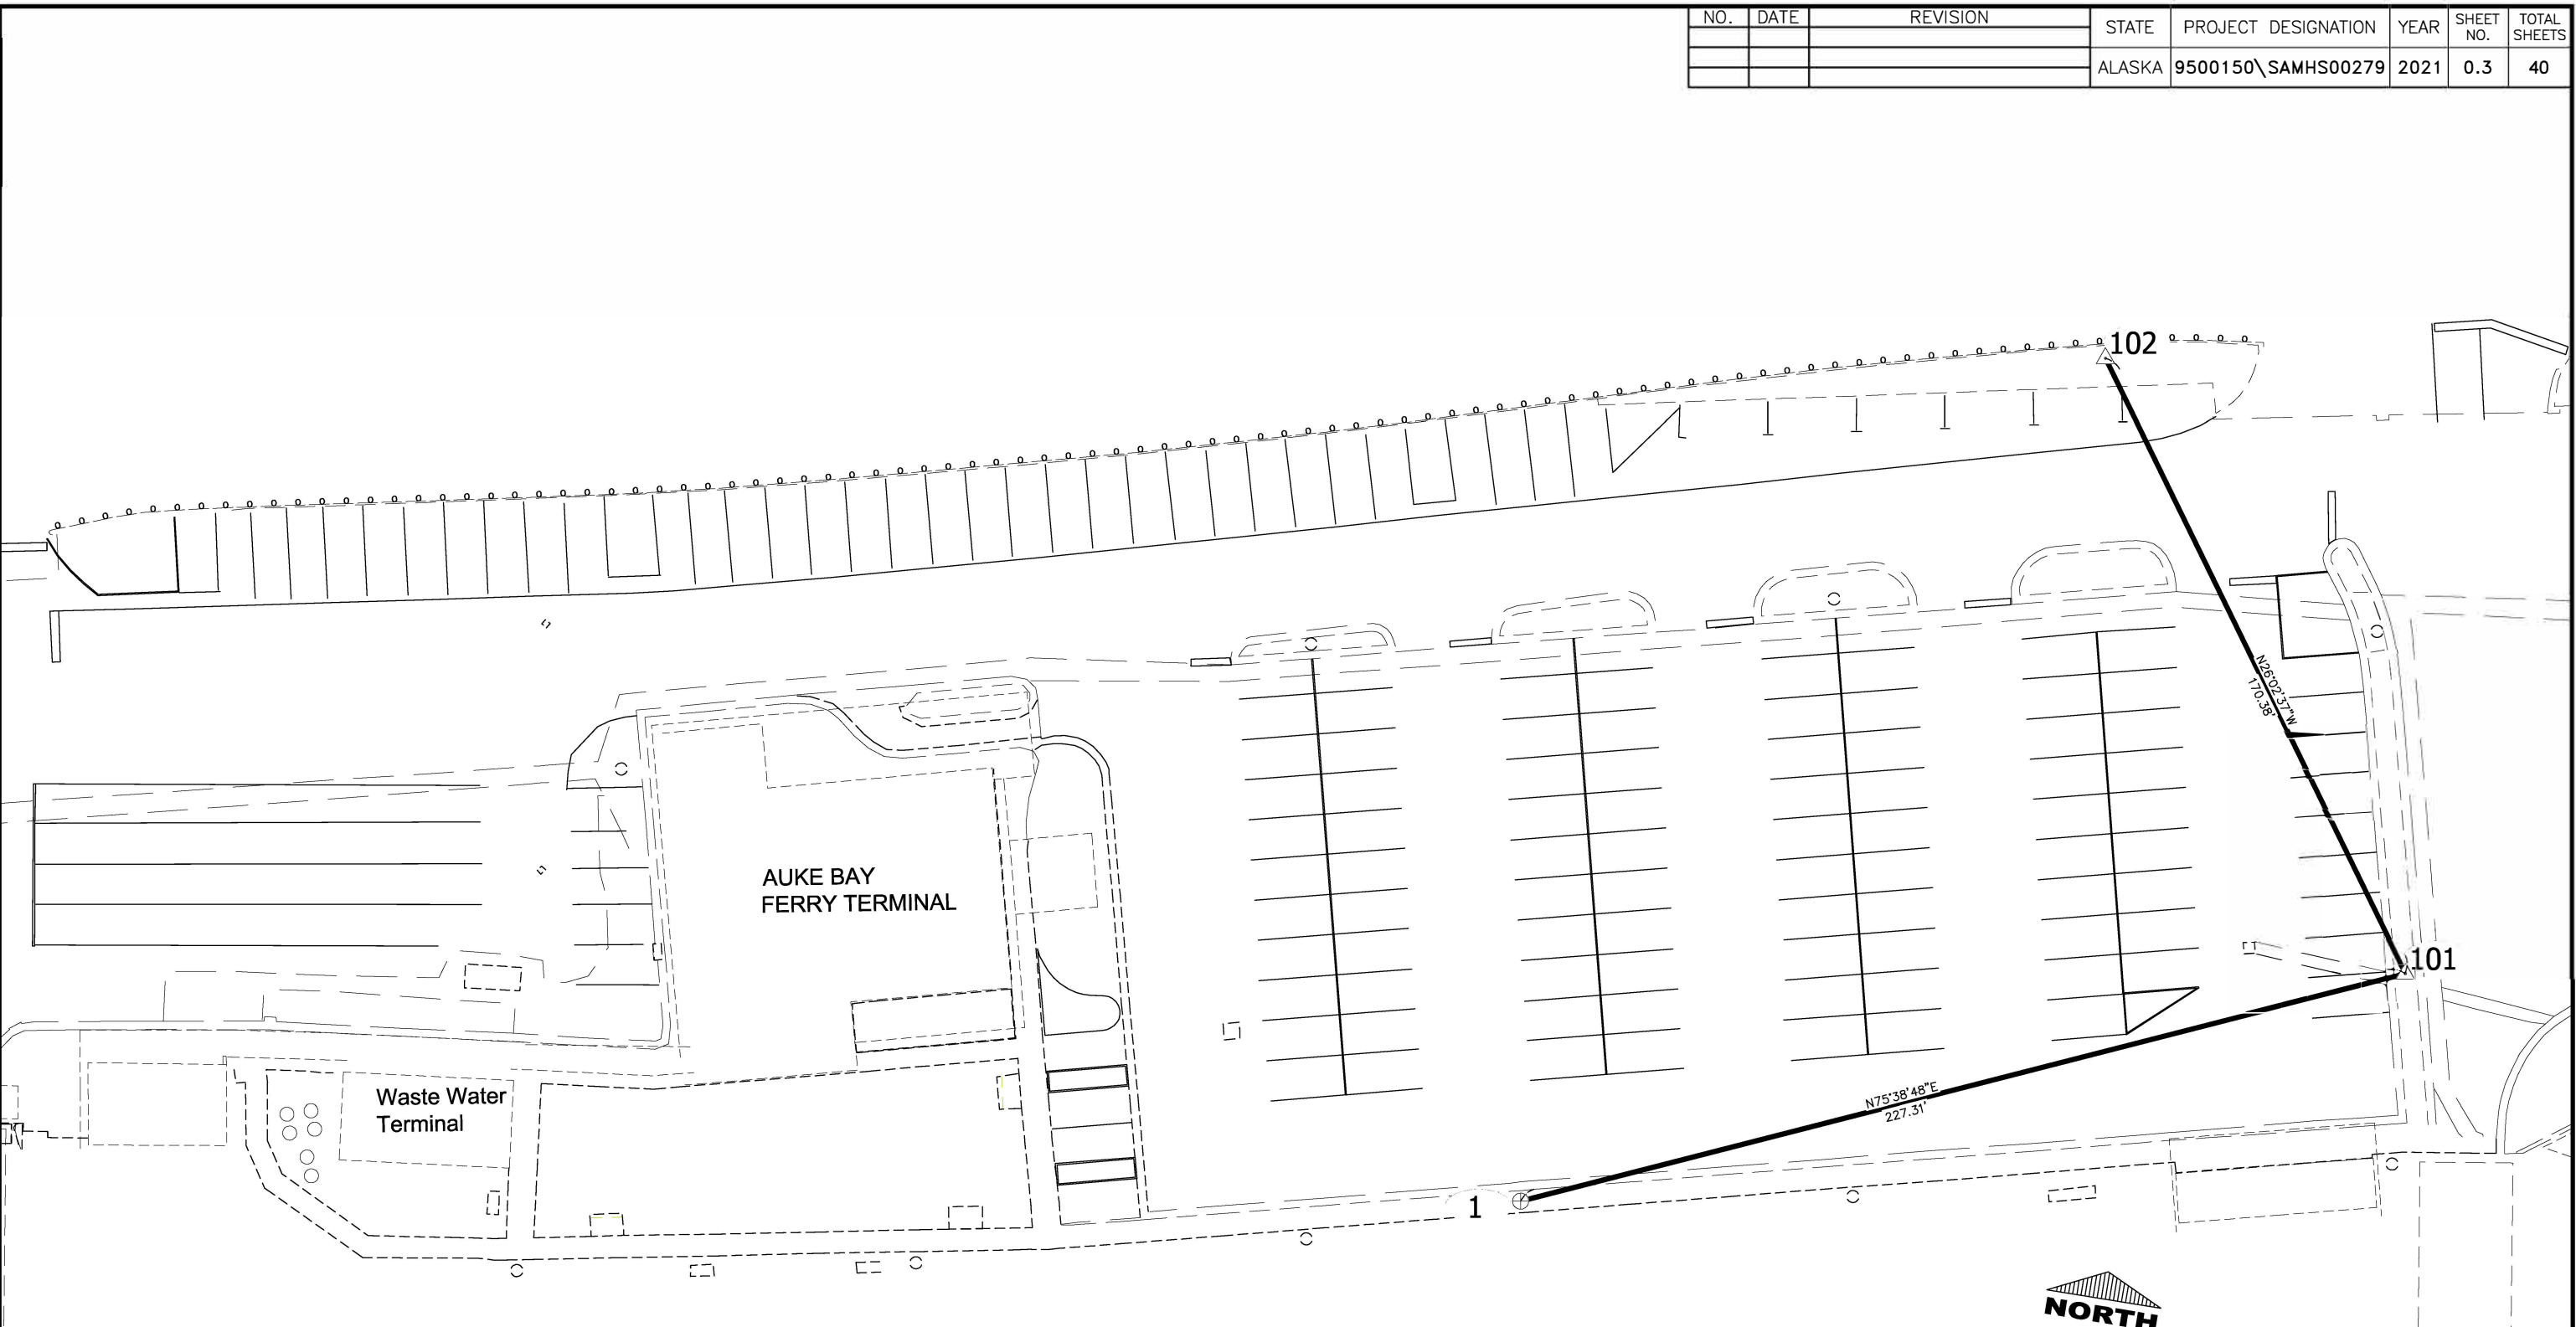 NO. DATE REVISION STATE PROJECT DESIGNATION YEAR SHEET NO. TOTAL SHEETS
ALASKA 9500150\SAMHS00279 2021 0.3 40
102
N26°02'37"W
170.38'
AUKE BAY
FERRY TERMINAL
101
Waste Water
Terminal
N75°38'48"E
227.31'
1
NORTH